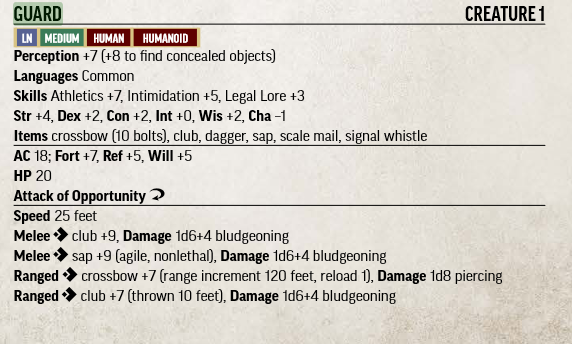 GUARD CREATURE 1
LN MEDIUM HUMAN HUMANOID
Perception +7 (+8 to find concealed objects)
Languages Common
Skills Athletics +7, Intimidation +5, Legal Lore +3
Str +4, Dex +2, Con +2, Int +0, Wis +2, Cha –1
Items crossbow (10 bolts), club, dagger, sap, scale mail, signal whistle
AC 18; Fort +7, Ref +5, Will +5
HP 20
Attack of Opportunity
Speed 25 feet
Melee club +9, Damage 1d6+4 bludgeoning
Melee sap +9 (agile, nonlethal), Damage 1d6+4 bludgeoning
Ranged crossbow +7 (range increment 120 feet, reload 1), Damage 1d8 piercing
Ranged club +7 (thrown 10 feet), Damage 1d6+4 bludgeoning